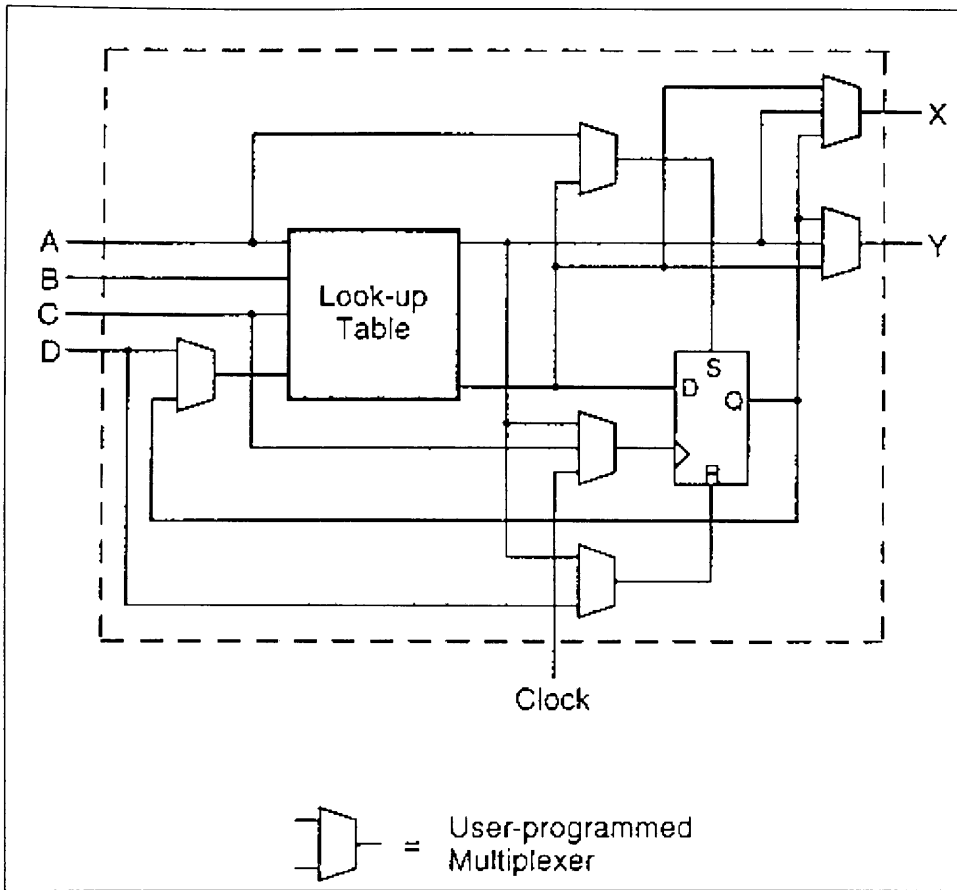 X
A
Y
B
Look-up
Table
C
D
S
D
Q
R
Clock
=
User-programmed
Multiplexer